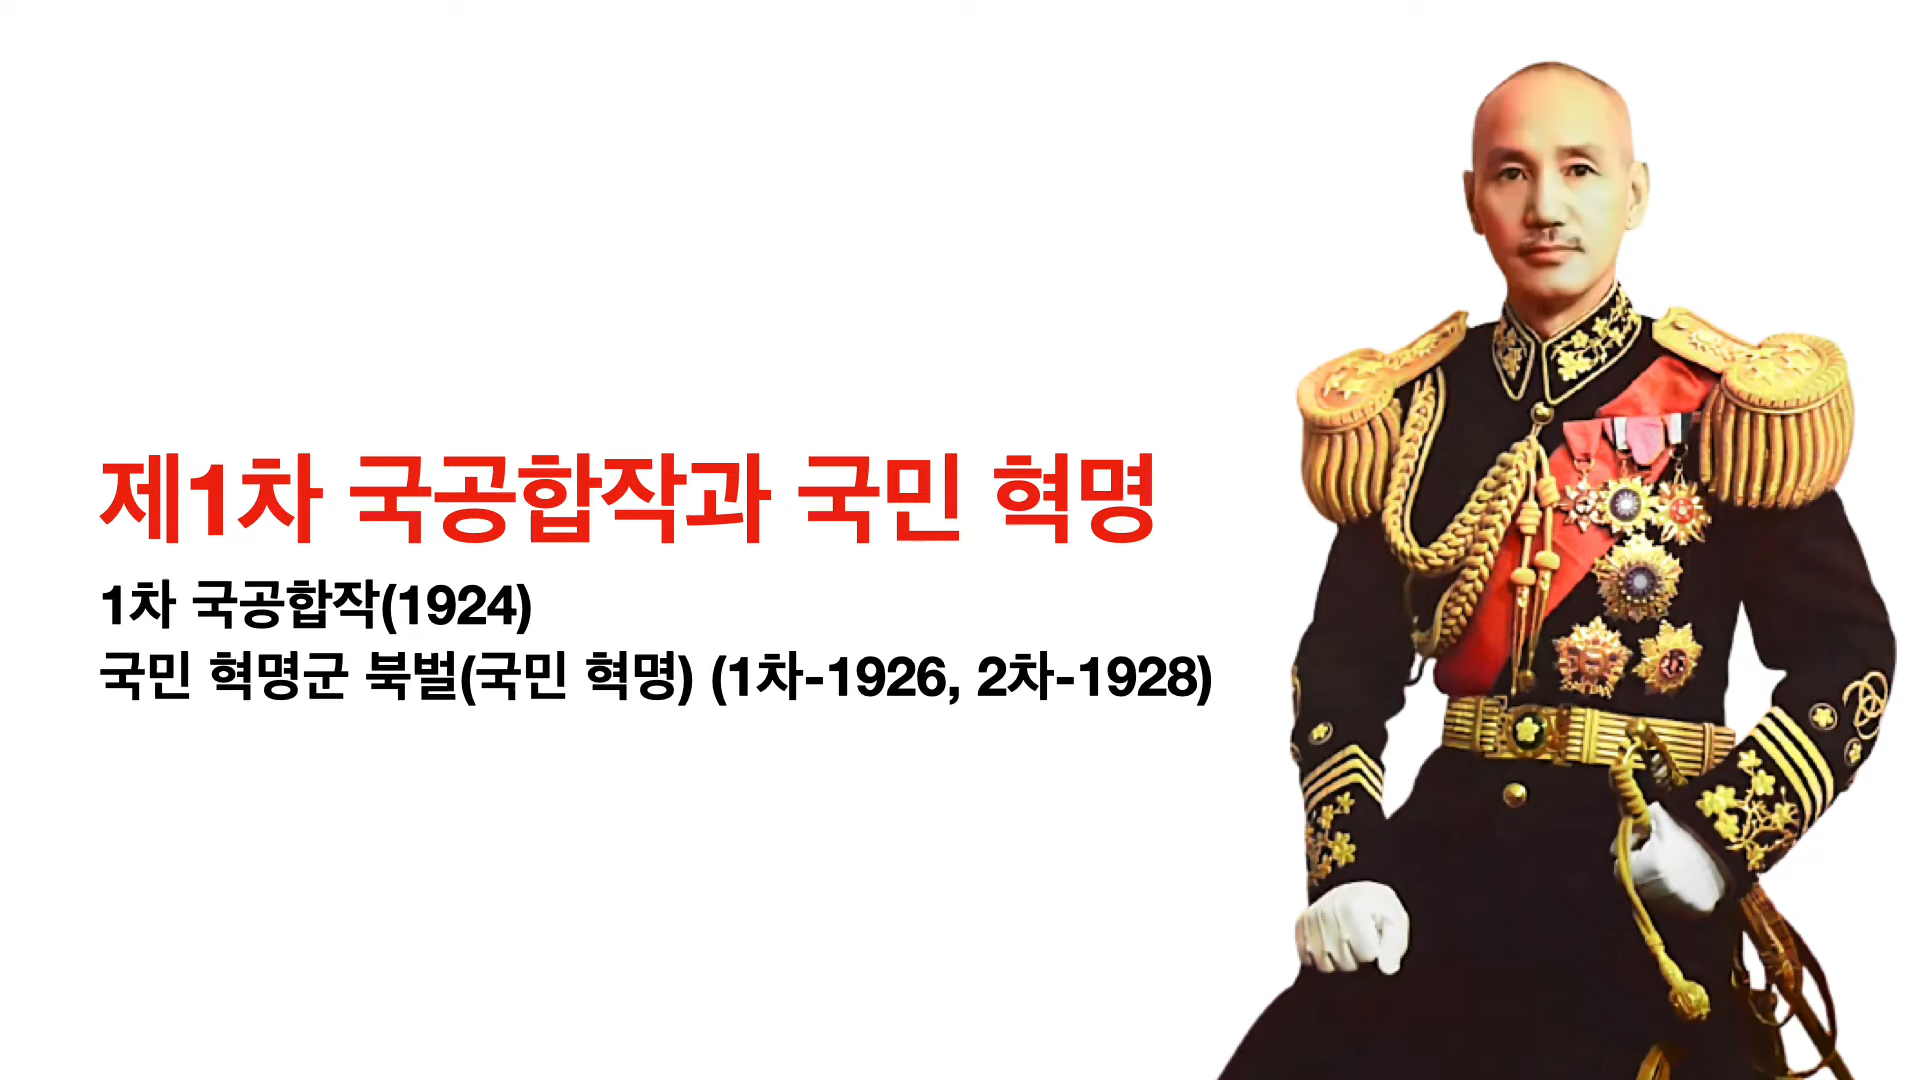 제1차 국공합작과 국민 혁명
1차 국공합작(1924)
국민 혁명군 북벌(국민 혁명) (1차-1926, 2차-1928)